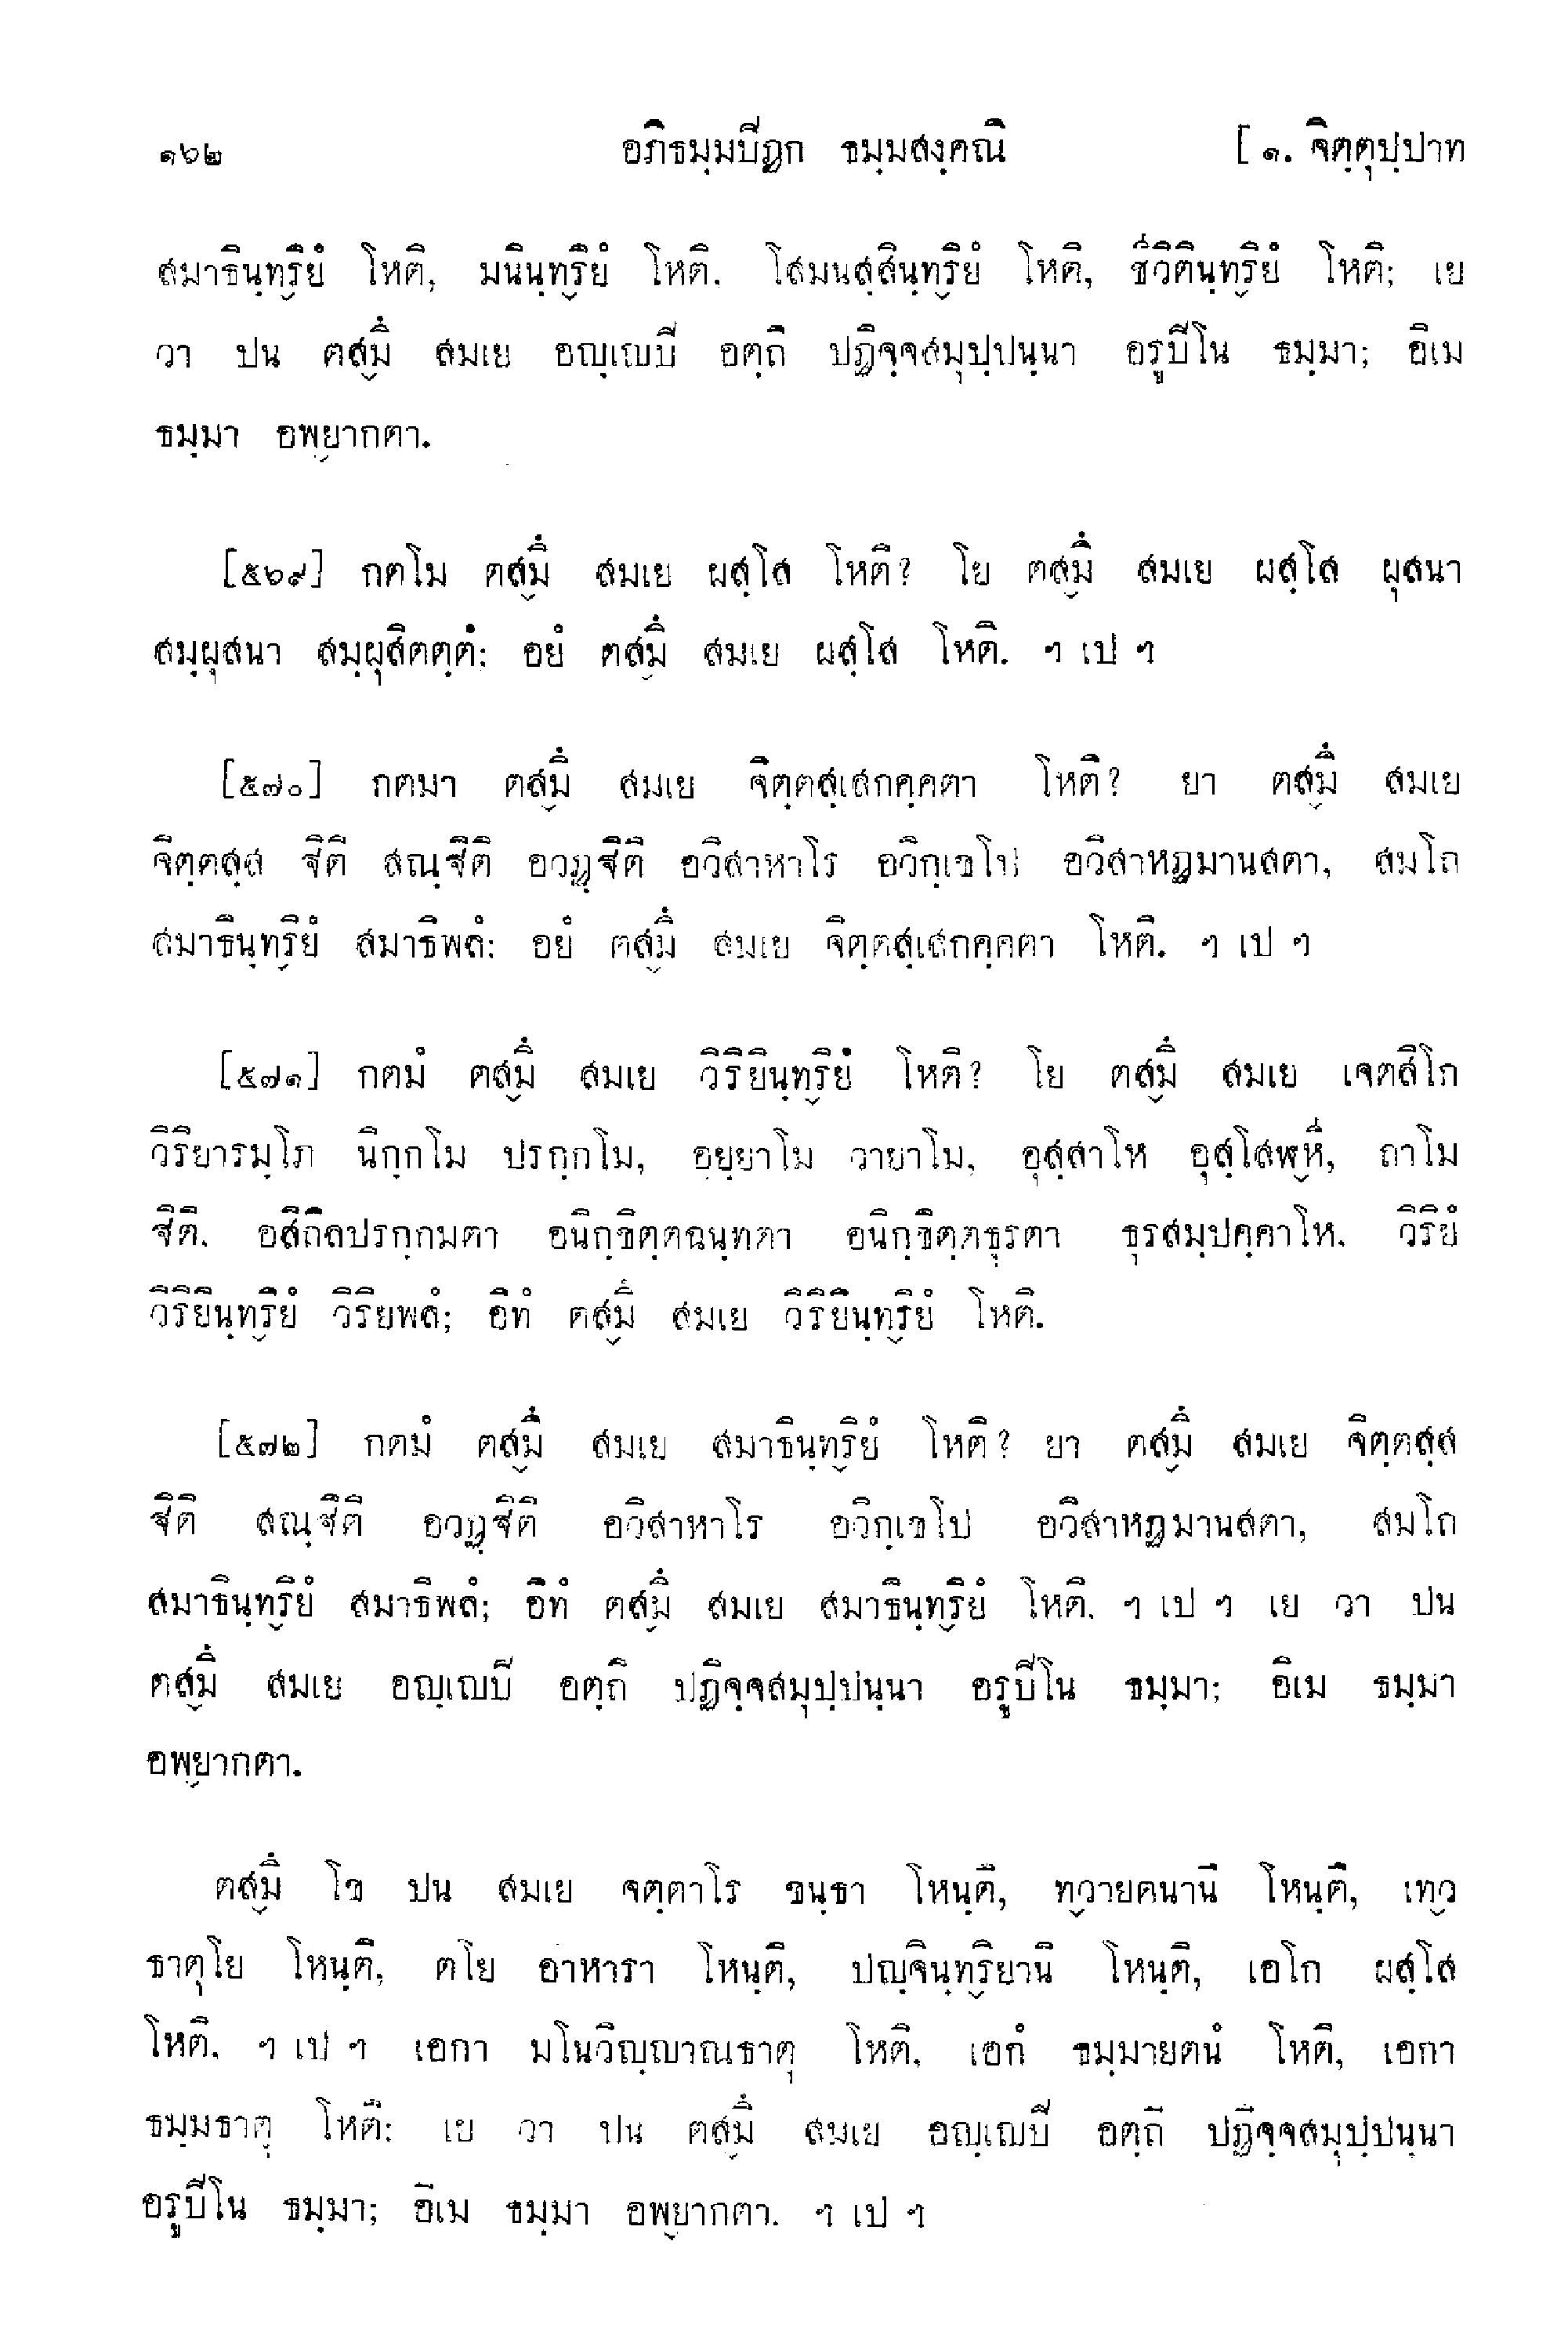 ๑๖๒ อภิธมฺมปีฏก ธมฺมสงฺคณิ [ ๑. จิตฺตุปฺปาท
สมาธินฺทฺริยํ โหติ, มนินฺทฺริยํ โหติ. โสมนสฺสินฺทฺริยํ โหติ, ชีวิตินฺทฺริยํ โหติ; เย
วา ปน ตสฺมึ สมเย อญฺเญปิ อตฺถิ ปฏิจฺจสมุปฺปนฺนา อรูปิโน ธมฺมา; อิเม
ธมฺมา อพฺยากตา.
[๕๖๙] กตโม ตสฺมึ สมเย ผสฺโส โหติ? โย ตสฺมึ สมเย ผสฺโส ผุสนา
สมฺผุสนา สมฺผุสิตตฺตํ: อยํ ตสฺมึ สมเย ผสฺโส โหติ. ฯ เป ฯ
[๕๗๐] กตมา ตสฺมึ สมเย จิตฺตสฺเสกคฺคตา โหติ? ยา ตสฺมึ สมเย
จิตฺตสฺส ฐิติ สณฺฐิติ อวฏฺฐิติ อวิสาหาโร อวิกฺเขโป อวิสาหฏมานสตา, สมโถ
สมาธินฺทฺริยํ สมาธิพลํ: อยํ ตสฺมึ สมเย จิตฺตสฺเสกคฺคตา โหติ. ฯ เป ฯ
[๕๗๑] กตมํ ตสฺมึ สมเย วิริยินฺทฺริยํ โหติ? โย ตสฺมึ สมเย เจตสิโก
วิริยารมฺโภ นิกฺกโม ปรกฺกโม, อุยฺยาโม วายาโม, อุสฺสาโห อุสฺโสฬฺหี, ถาโม
ฐิติ. อสิถิลปรกฺกมตา อนิกฺขิตฺตฉนฺทตา อนิกฺขิตฺตธุรตา ธุรสมฺปคฺคาโห. วิริยํ
วิริยินฺทฺริยํ วิริยพลํ; อิทํ ตสฺมึ สมเย วิริยินฺทฺริยํ โหติ.
[๕๗๒] กตมํ ตสฺมึ สมเย สมาธินฺทฺริยํ โหติ? ยา ตสฺมึ สมเย จิตฺตสฺส
ฐิติ สณฺฐิติ อวฏฺฐิติ อวิสาหาโร อวิกฺเขโป อวิสาหฏมานสตา, สมโถ
สมาธินฺทฺริยํ สมาธิพลํ; อิทํ ตสฺมึ สมเย สมาธินฺทฺริยํ โหติ. ฯ เป ฯ เย วา ปน
ตสฺมึ สมเย อญฺเญปิ อตฺถิ ปฏิจฺจสมุปฺปนฺนา อรูปิโน ธมฺมา; อิเม ธมฺมา
อพฺยากตา.
ตสฺมึ โข ปน สมเย จตฺตาโร ขนฺธา โหนฺติ, ทฺวายตนานิ โหนฺติ, เทฺว
ธาตุโย โหนฺติ, ตโย อาหารา โหนฺติ, ปญฺจินฺทฺริยานิ โหนฺติ, เอโก ผสฺโส
โหติ. ฯ เป ฯ เอกา มโนวิญฺญาณธาตุ โหติ, เอกํ ธมฺมายตนํ โหติ, เอกา
ธมฺมธาตุ โหติ: เย วา ปน ตสฺมึ สมเย อญฺเญปิ อตฺถิ ปฏิจฺจสมุปฺปนฺนา
อรูปิโน ธมฺมา; อิเม ธมฺมา อพฺยากตา. ฯ เป ฯ